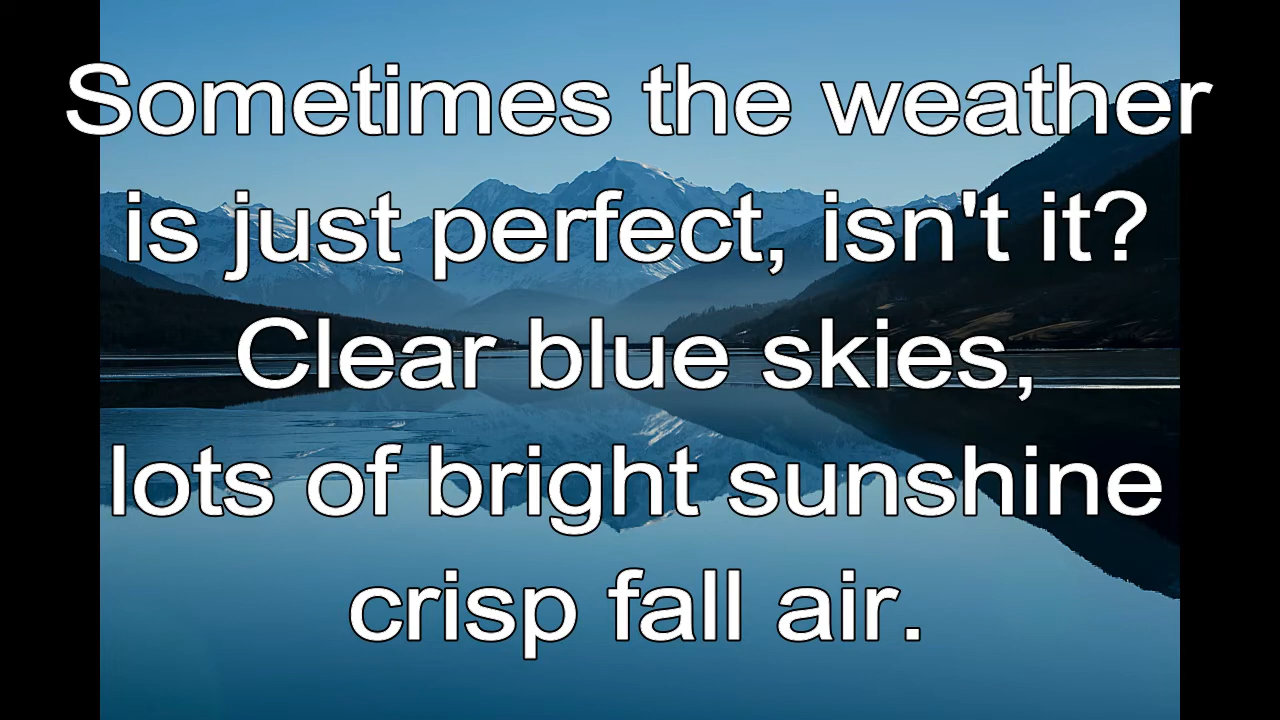 Sometimes the weather
is just perfect, isn't it?
Clear blue skies,
lots of bright sunshine
crisp fall air.